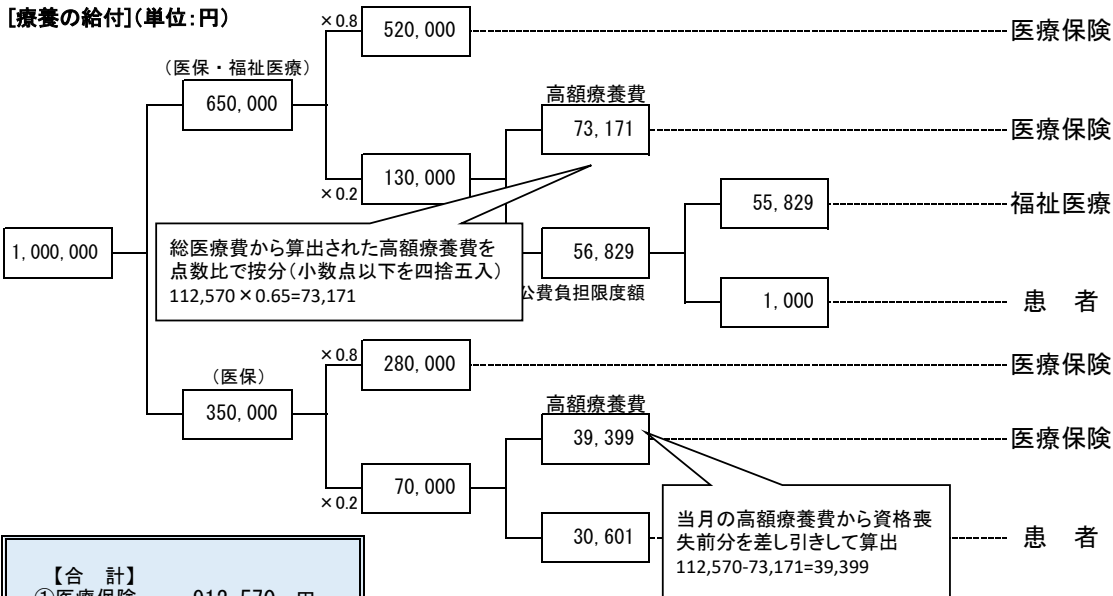 [療養の給付](単位：円)
×0.8
520,000
医療保険
(医保・福祉医療)
650,000
高額療養費
73,171
医療保険
×0.2
130,000
55,829
福祉医療
1,000,000
総医療費から算出された高額療養費を
点数比で按分(小数点以下を四捨五入)
112,570×0.65=73,171
56,829
公費負担限度額
1,000
患　者
×0.8
280,000
医療保険
(医保)
350,000
高額療養費
39,399
医療保険
×0.2
70,000
当月の高額療養費から資格喪
失前分を差し引きして算出
112,570-73,171=39,399
30,601
患　者
【合　計】
①医療保険　912,570　円